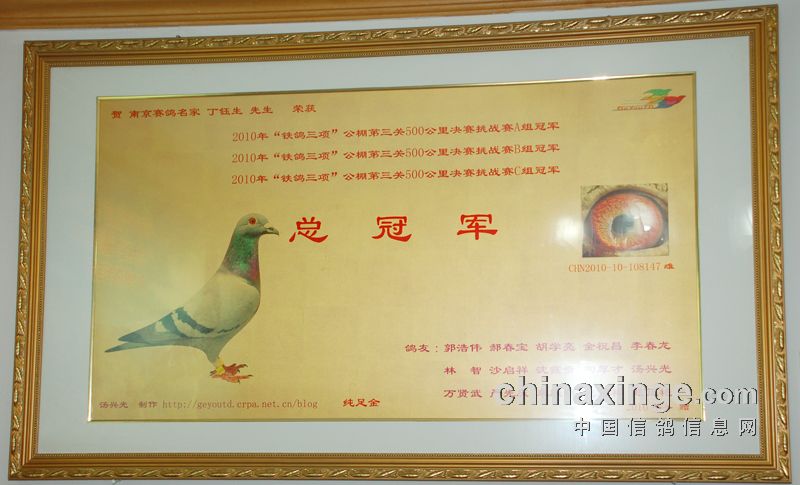 贺 南京赛鸽名家 丁钰生 先生 荣获
2010年“铁鸽三项”公棚第三关500公里决赛挑战赛A组冠军
2010年“铁鸽三项”公棚第三关500公里决赛挑战赛B组冠军
2010年“铁鸽三项”公棚第三关500公里决赛挑战赛C组冠军
总冠军
CHN2010-10-108147 雄
鸽友：郭浩伟 郝春宝 胡学亮 金祝昌 李春龙
林 智 沙启祥 才 汤兴光
万贤武
2010 赠
汤兴光 制作 http://geyoutd.crpa.net.cn/blog 纯足金
chinaxinge.com
中国信鸽信息网